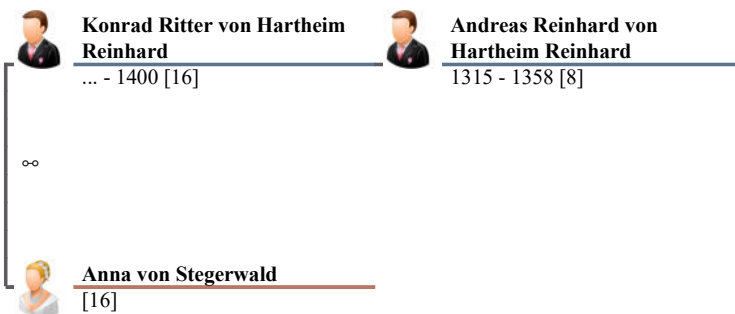 Konrad Ritter von Hartheim
Reinhard
... - 1400 [16]
Andreas Reinhard von
Hartheim Reinhard
1315 - 1358 [8]
⚯
Anna von Stegerwald
[16]